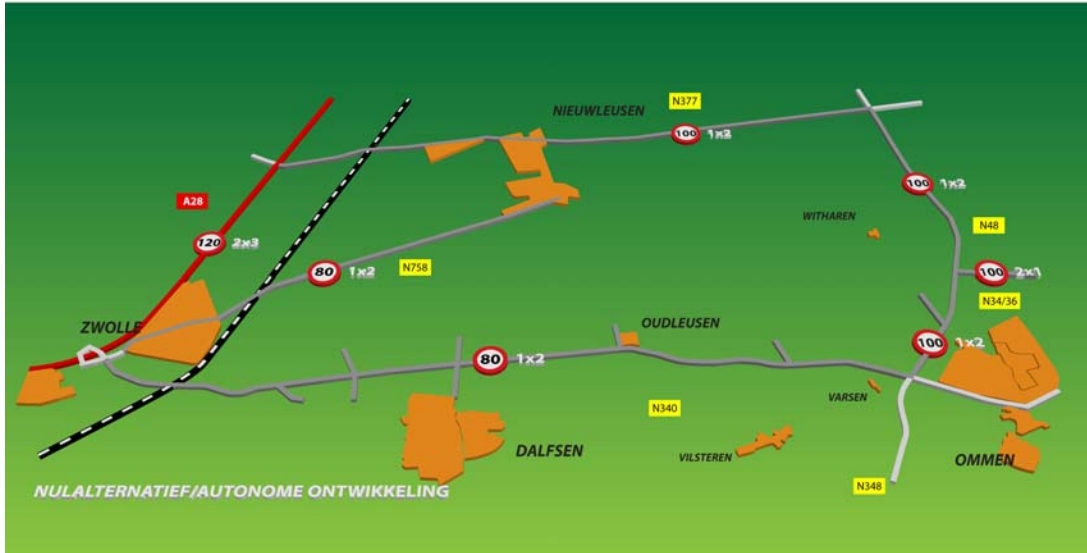 N377
NIEUWLEUSEN
100 1x2
A28
100 1x2
WITHAREN
N48
120 2x3
N758
80 1x2
100 2x1
N34/36
ZWOLLE
OUDLEUSEN
100 1x2
80 1x2
VARSEN
N340
DALFSEN
VILSTEREN
OMMEN
N348
NULALTERNATIEF/AUTONOME ONTWIKKELING